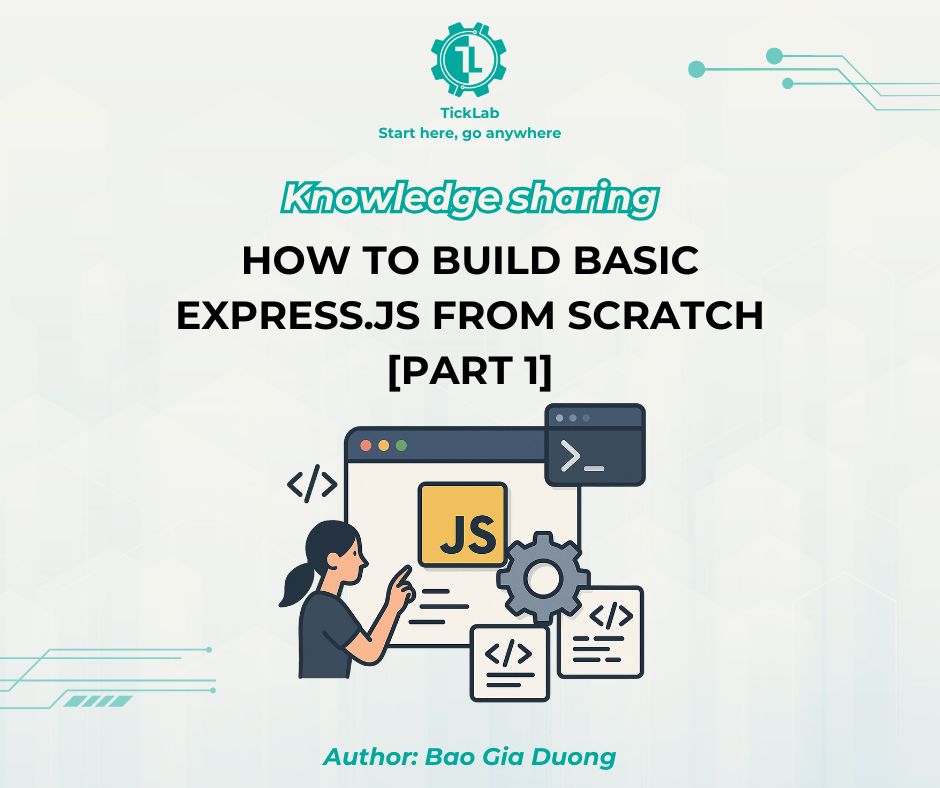 TL
TickLab
Start here, go anywhere
Knowledge sharing
HOW TO BUILD BASIC
EXPRESS.JS FROM SCRATCH
[PART 1]
>_
</>
JS
</>
</>
Author: Bao Gia Duong